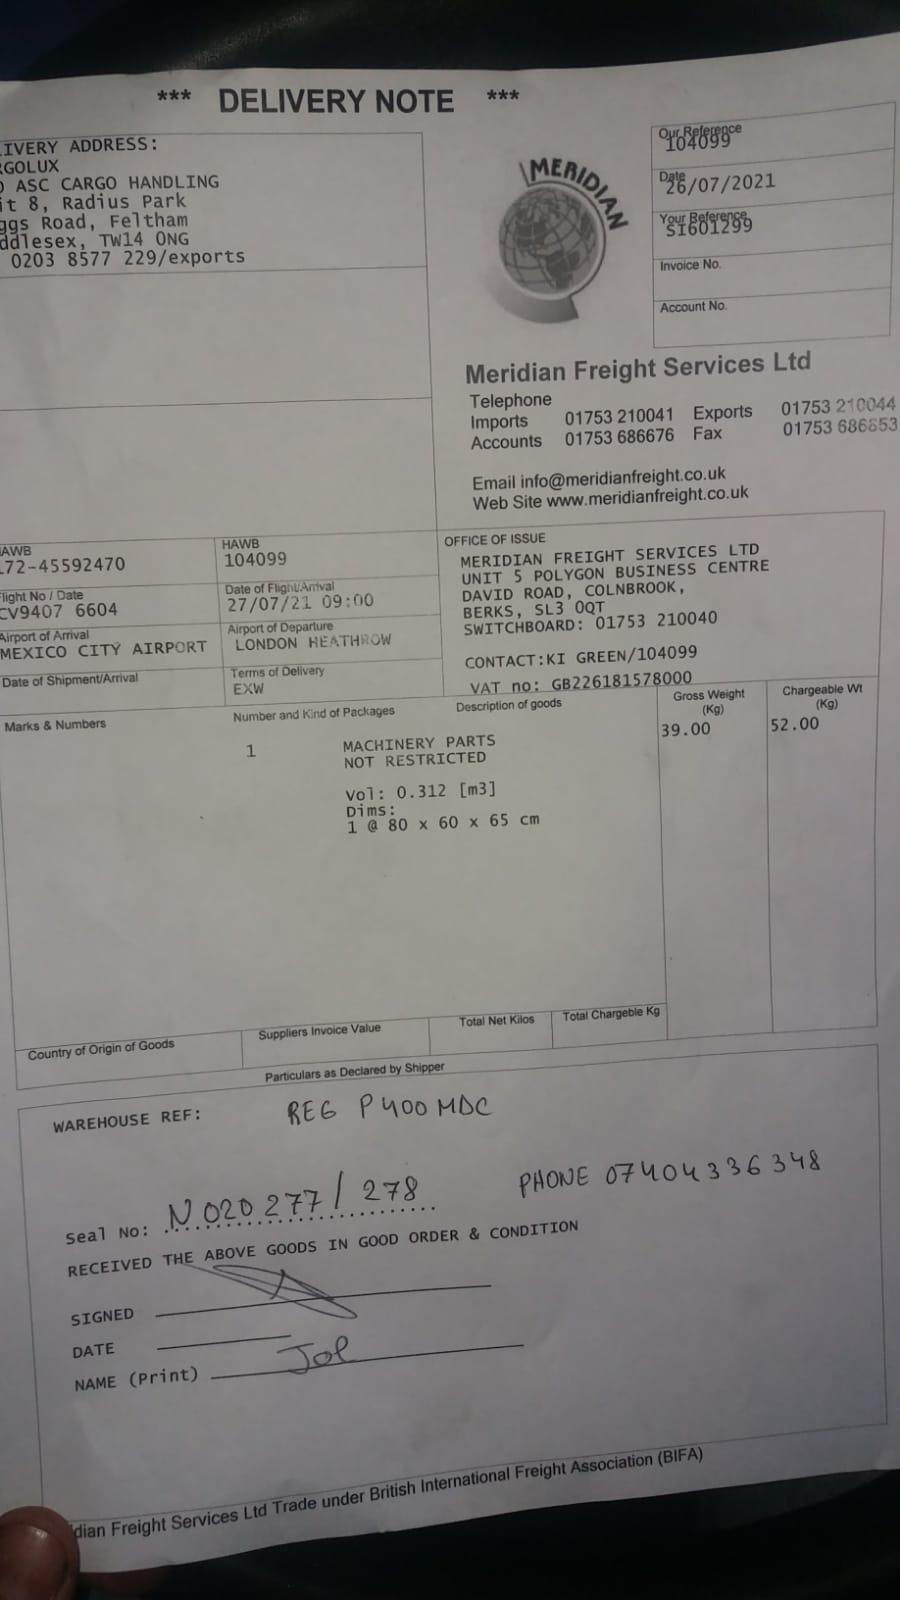 *** DELIVERY NOTE ***
IVERY ADDRESS:
RGOLUX
ASC CARGO HANDLING
it 8, Radius Park
ggs Road, Feltham
ddlesex, TW14 0NG
0203 8577 229/exports
MERIDIAN
Our Reference
104099
Date
26/07/2021
Your Reference
SI601299
Invoice No.
Account No.
Meridian Freight Services Ltd
Telephone
Imports 01753 210041 Exports 01753 210044
Accounts 01753 686676 Fax 01753 686853
Email info@meridianfreight.co.uk
Web Site www.meridianfreight.co.uk
AWB
172-45592470
HAWB
104099
light No / Date
CV9407 6604
Date of Flight/Arrival
27/07/21 09:00
Airport of Arrival
MEXICO CITY AIRPORT
Airport of Departure
LONDON HEATHROW
Date of Shipment/Arrival
Terms of Delivery
EXW
OFFICE OF ISSUE
MERIDIAN FREIGHT SERVICES LTD
UNIT 5 POLYGON BUSINESS CENTRE
DAVID ROAD, COLNBROOK,
BERKS, SL3 0QT
SWITCHBOARD: 01753 210040
CONTACT:KI GREEN/104099
VAT no: GB226181578000
Marks & Numbers
Number and Kind of Packages
Description of goods
Gross Weight
(Kg)
Chargeable Wt
(Kg)
1 MACHINERY PARTS 39.00 52.00
NOT RESTRICTED
Vol: 0.312 [m3]
Dims:
1 @ 80 x 60 x 65 cm
Country of Origin of Goods
Suppliers Invoice Value
Total Net Kilos
Total Chargeble Kg
Particulars as Declared by Shipper
WAREHOUSE REF: REG P400MDC
Seal No: N020277/278 PHONE 07404336348
RECEIVED THE ABOVE GOODS IN GOOD ORDER & CONDITION
SIGNED
DATE
NAME (Print) Jol
dian Freight Services Ltd Trade under British International Freight Association (BIFA)